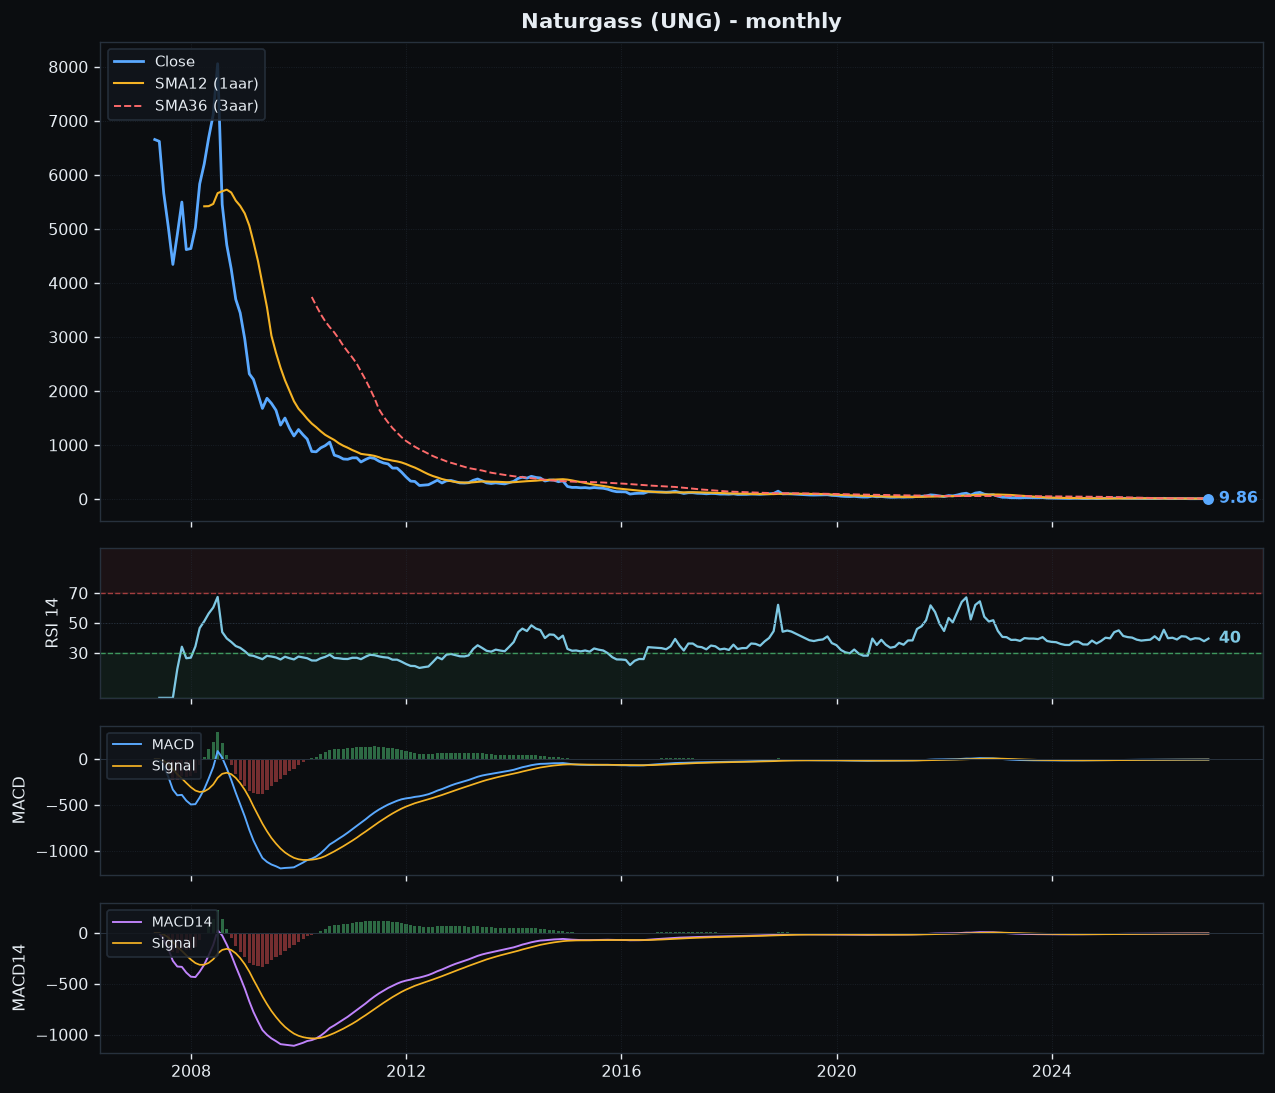 Naturgass (UNG) - monthly
Close
SMA12 (1aar)
SMA36 (3aar)
8000
7000
6000
5000
4000
3000
2000
1000
0
9.86
RSI 14
70
50
30
40
MACD
MACD
Signal
0
−500
−1000
MACD14
MACD14
Signal
0
−500
−1000
2008
2012
2016
2020
2024